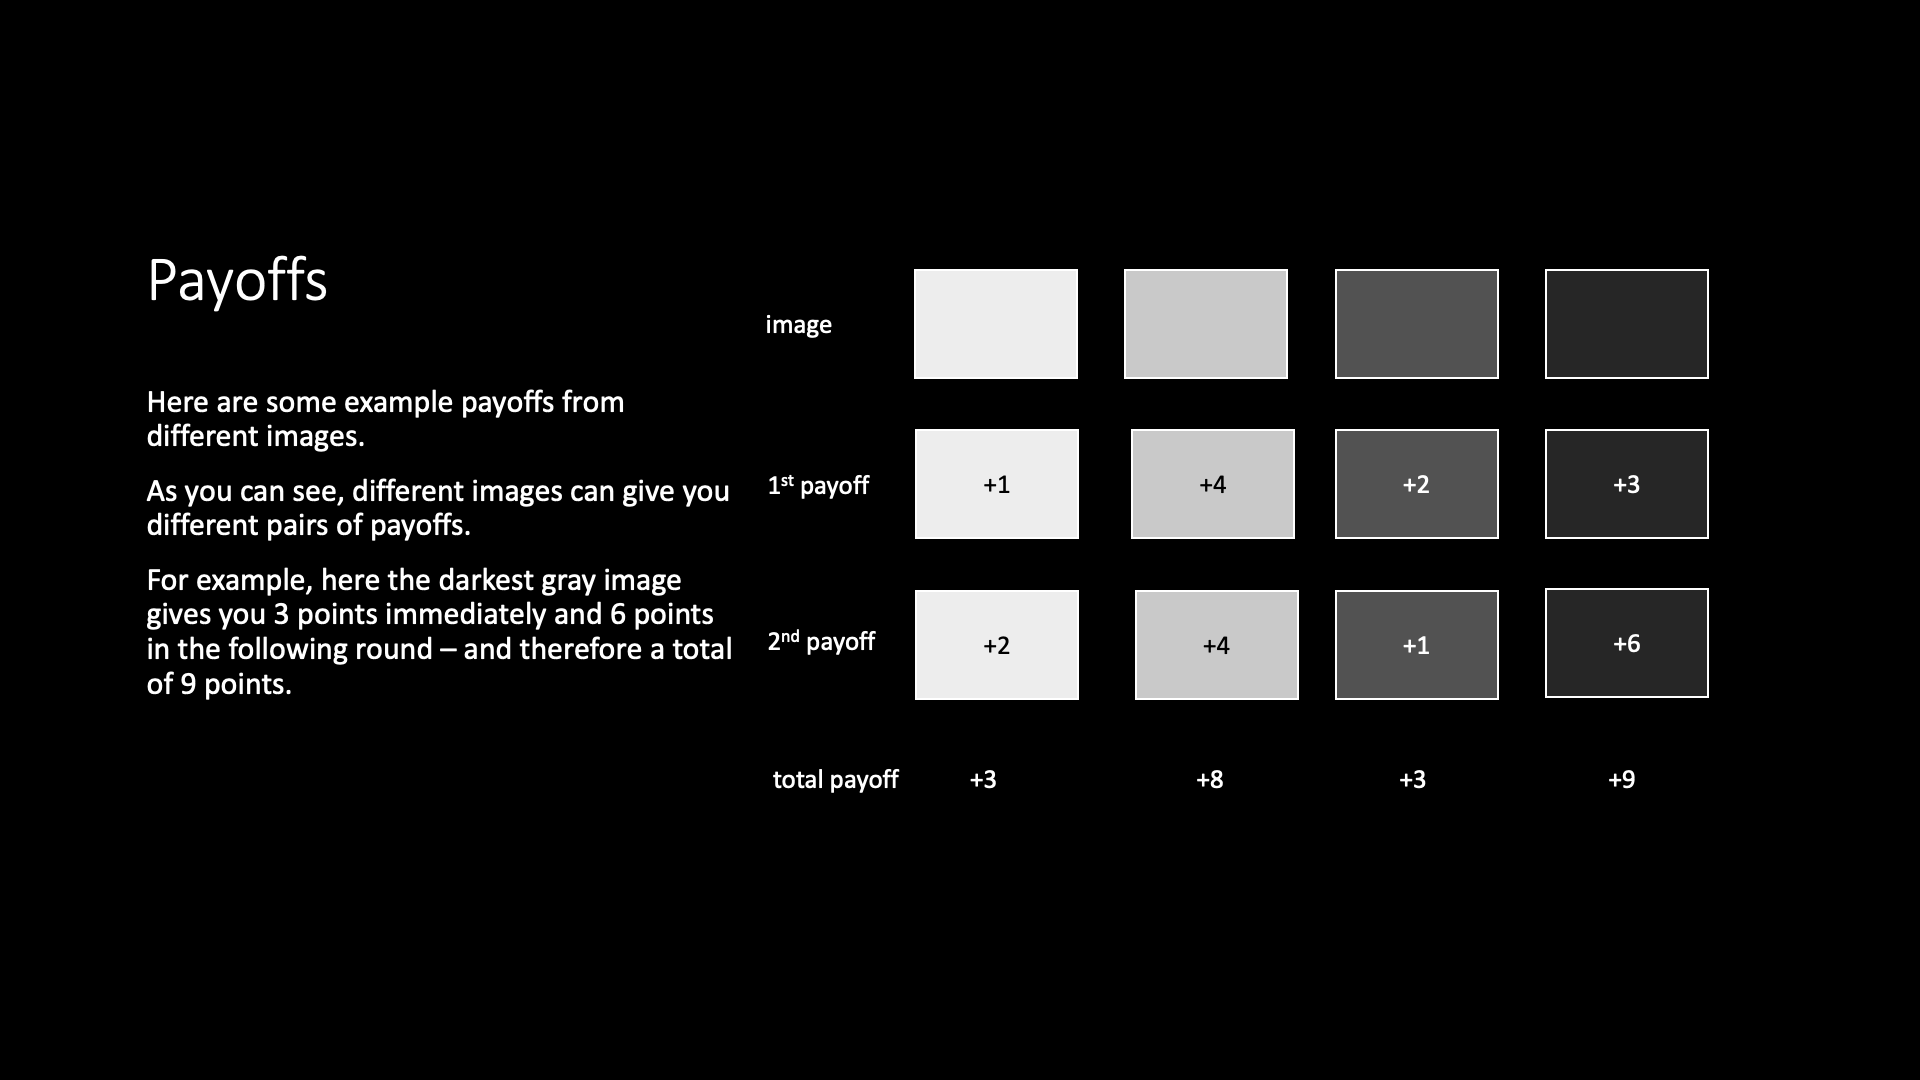 Payoffs
Here are some example payoffs from
different images.
As you can see, different images can give you
different pairs of payoffs.
For example, here the darkest gray image
gives you 3 points immediately and 6 points
in the following round – and therefore a total
of 9 points.
image
1st payoff +1 +4 +2 +3
2nd payoff +2 +4 +1 +6
total payoff +3 +8 +3 +9